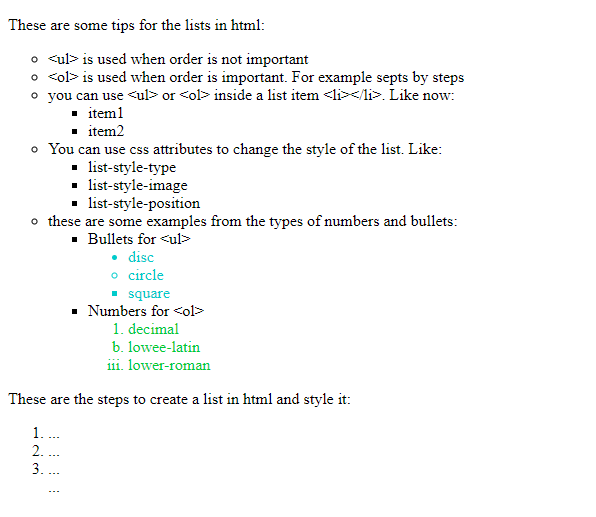 These are some tips for the lists in html:
<ul> is used when order is not important
<ol> is used when order is important. For example septs by steps
you can use <ul> or <ol> inside a list item <li></li>. Like now:
item1
item2
You can use css attributes to change the style of the list. Like:
list-style-type
list-style-image
list-style-position
these are some examples from the types of numbers and bullets:
Bullets for <ul>
disc
circle
square
Numbers for <ol>
1. decimal
b. lowee-latin
iii. lower-roman
These are the steps to create a list in html and style it:
1. ...
2. ...
3. ...
...